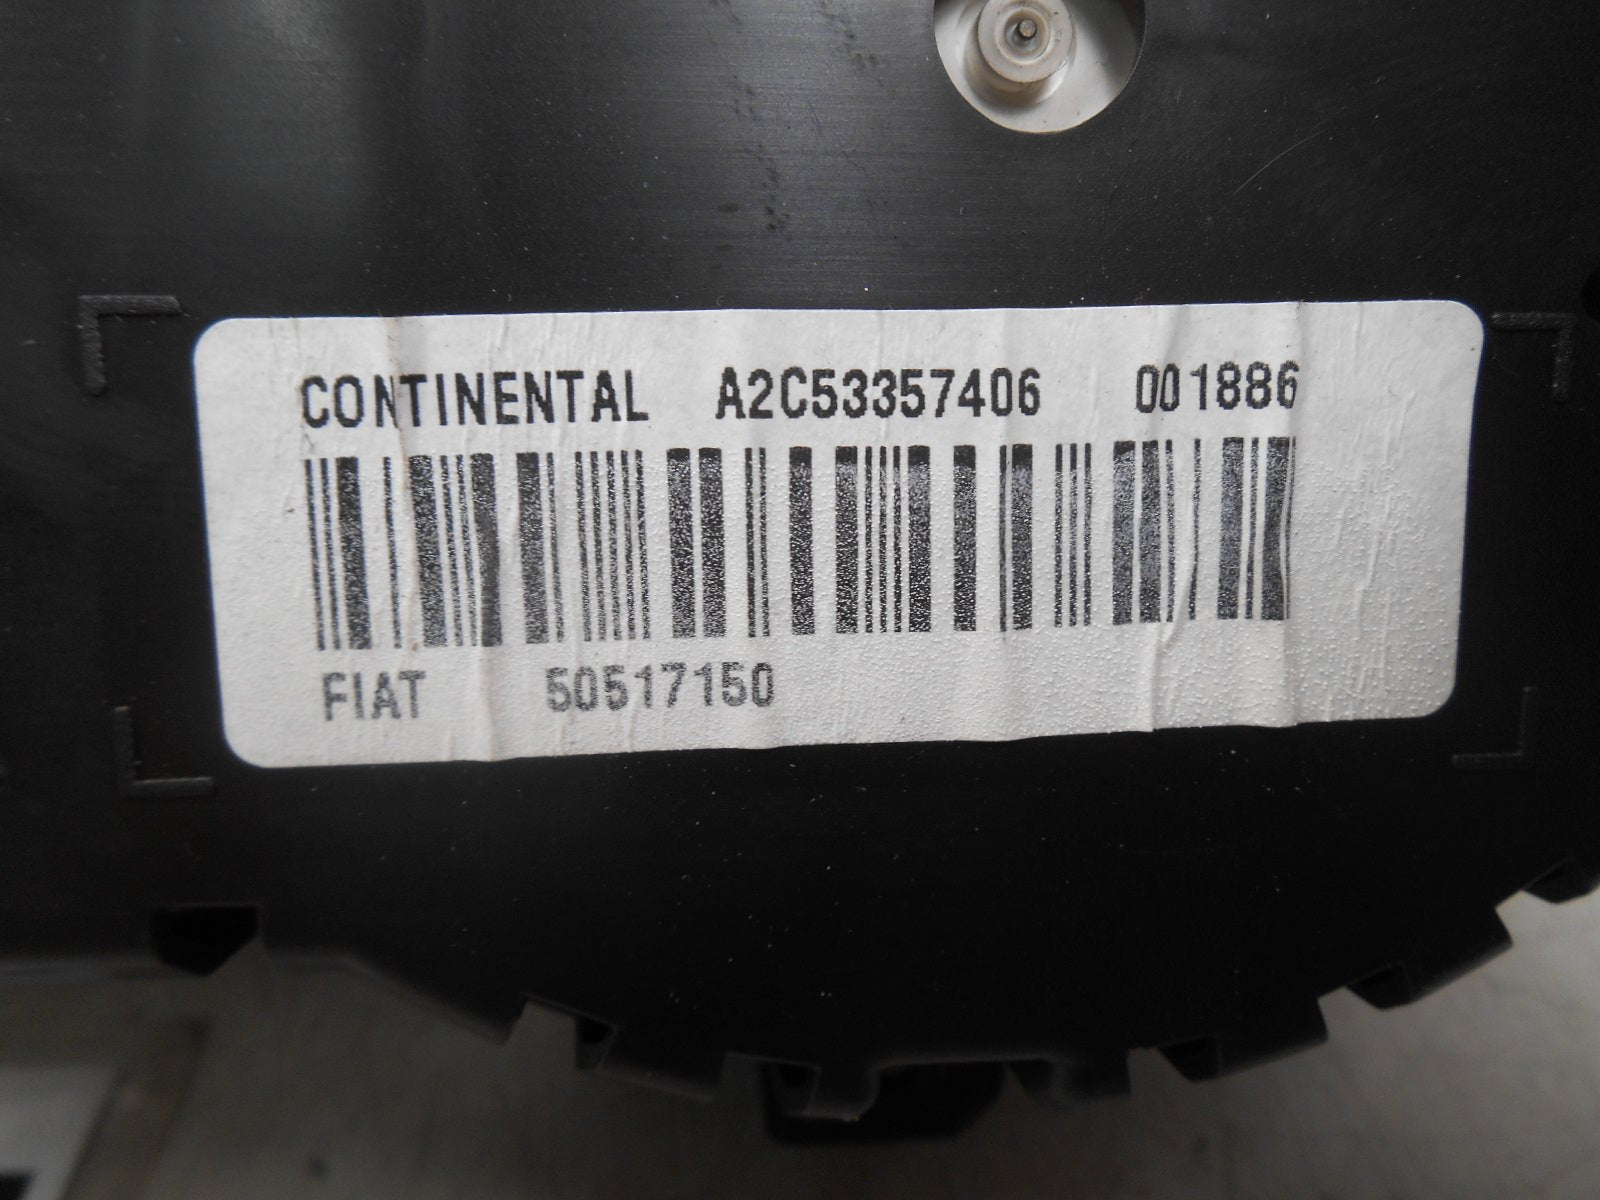 CONTINENTAL A2C53357406 001886
FIAT 50517150